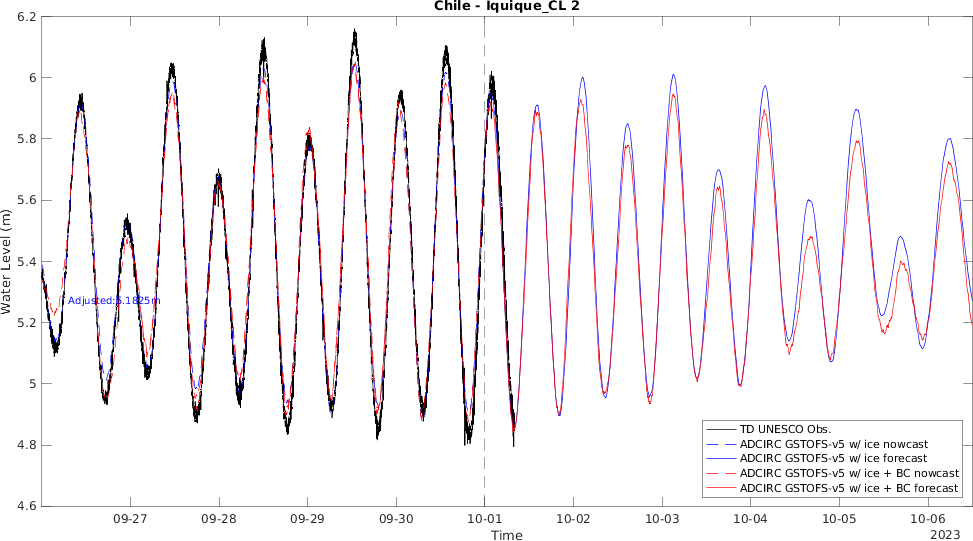 Chile - Iquique_CL 2
6.2
6
5.8
5.6
5.4
5.2
5
4.8
4.6
Water Level (m)
Adjusted:5.1825m
TD UNESCO Obs.
ADCIRC GSTOFS-v5 w/ ice nowcast
ADCIRC GSTOFS-v5 w/ ice forecast
ADCIRC GSTOFS-v5 w/ ice + BC nowcast
ADCIRC GSTOFS-v5 w/ ice + BC forecast
09-27 09-28 09-29 09-30 10-01 10-02 10-03 10-04 10-05 10-06
Time
2023